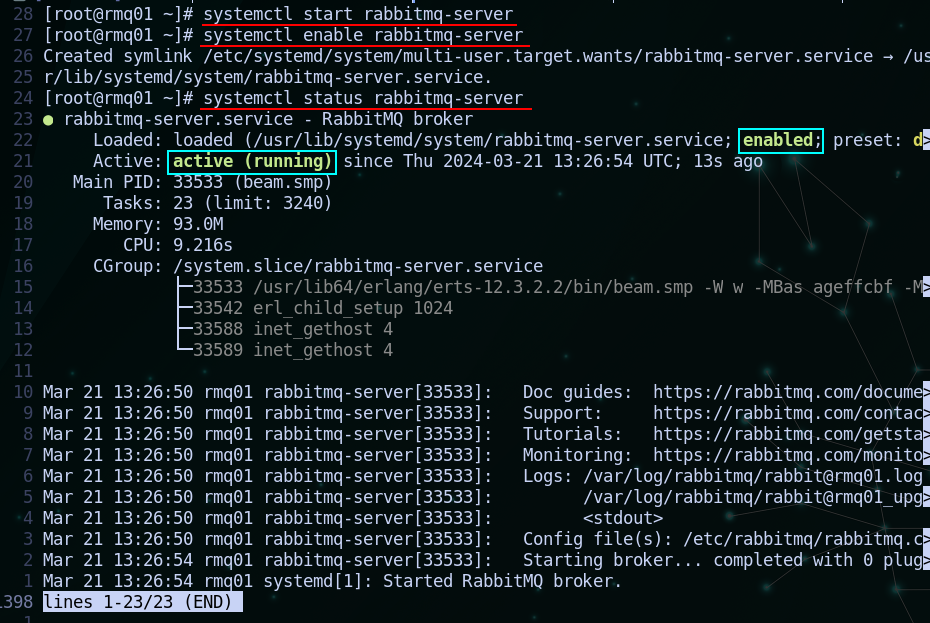 28 [root@rmq01 ~]# systemctl start rabbitmq-server
27 [root@rmq01 ~]# systemctl enable rabbitmq-server
26 Created symlink /etc/systemd/system/multi-user.target.wants/rabbitmq-server.service → /us
25 r/lib/systemd/system/rabbitmq-server.service.
24 [root@rmq01 ~]# systemctl status rabbitmq-server
23 ● rabbitmq-server.service - RabbitMQ broker
22 Loaded: loaded (/usr/lib/systemd/system/rabbitmq-server.service; enabled; preset: d>
21 Active: active (running) since Thu 2024-03-21 13:26:54 UTC; 13s ago
20 Main PID: 33533 (beam.smp)
19 Tasks: 23 (limit: 3240)
18 Memory: 93.0M
17 CPU: 9.216s
16 CGroup: /system.slice/rabbitmq-server.service
15 ├─33533 /usr/lib64/erlang/erts-12.3.2.2/bin/beam.smp -W w -MBas ageffcbf -M>
14 ├─33542 erl_child_setup 1024
13 ├─33588 inet_gethost 4
12 └─33589 inet_gethost 4
11
10 Mar 21 13:26:50 rmq01 rabbitmq-server[33533]: Doc guides: https://rabbitmq.com/docume>
9 Mar 21 13:26:50 rmq01 rabbitmq-server[33533]: Support: https://rabbitmq.com/contac>
8 Mar 21 13:26:50 rmq01 rabbitmq-server[33533]: Tutorials: https://rabbitmq.com/getsta>
7 Mar 21 13:26:50 rmq01 rabbitmq-server[33533]: Monitoring: https://rabbitmq.com/monito>
6 Mar 21 13:26:50 rmq01 rabbitmq-server[33533]: Logs: /var/log/rabbitmq/rabbit@rmq01.log
5 Mar 21 13:26:50 rmq01 rabbitmq-server[33533]: /var/log/rabbitmq/rabbit@rmq01_upg>
4 Mar 21 13:26:50 rmq01 rabbitmq-server[33533]: <stdout>
3 Mar 21 13:26:50 rmq01 rabbitmq-server[33533]: Config file(s): /etc/rabbitmq/rabbitmq.c>
2 Mar 21 13:26:54 rmq01 rabbitmq-server[33533]: Starting broker... completed with 0 plug>
1 Mar 21 13:26:54 rmq01 systemd[1]: Started RabbitMQ broker.
398 lines 1-23/23 (END)
1